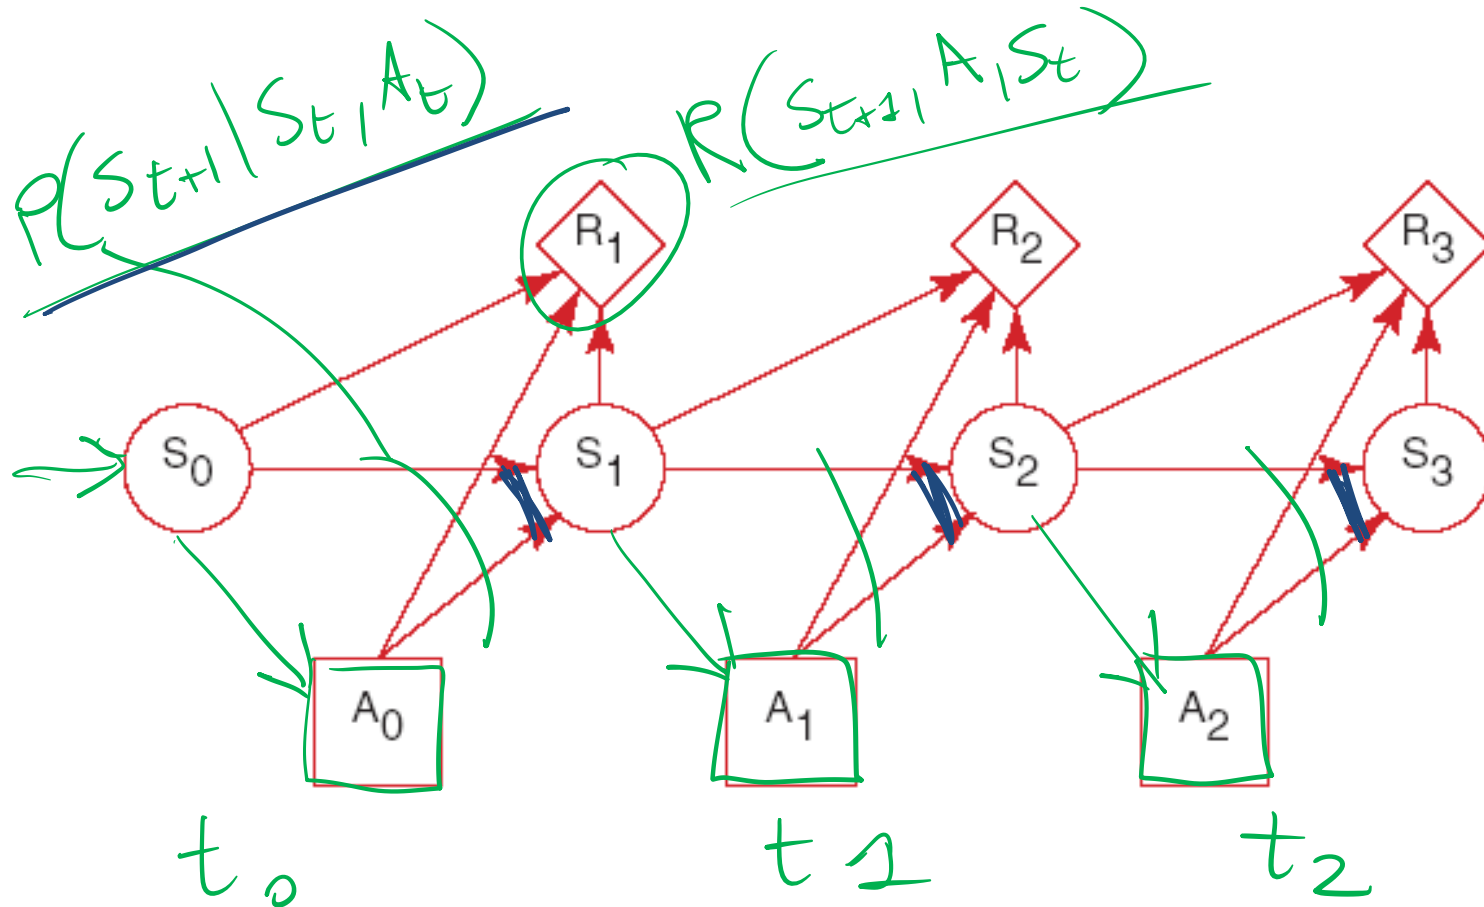 P(St+1|St,At) R(St+1,A,St)
R1 R2 R3
S0 S1 S2 S3
A0 A1 A2
t0 t1 t2